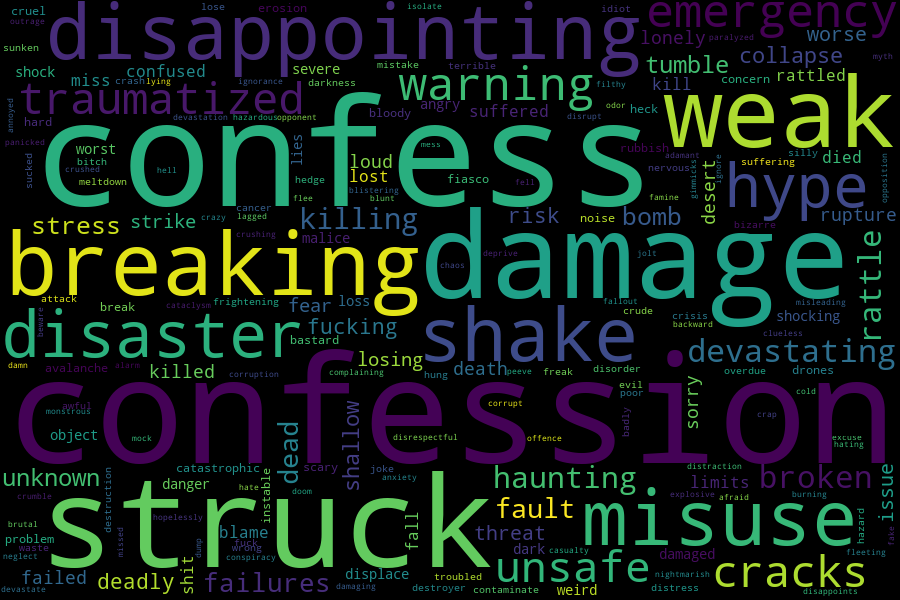 cruel
outrage
lose
erosion
isolate
idiot
emergency
disappointing
sunken
lonely
paralyzed
worse
shock
miss
confused
crash
lying
severe
darkness
mistake
terrible
warning
filthy
tumble
collapse
myth
concern
rattled
kill
annoyed
traumatized
hard
devastation
hazardous
opponent
bloody
angry
suffered
odor
heck
disrupt
weak
confess
panicked
sucked
worst
bitch
crushed
meltdown
hell
lies
loud
lost
hedge
blistering
flee
blunt
mess
fiasco
fell
rubbish
nervous
adamant
gimmicks
ignore
desert
suffering
silly
died
opposition
famine
hype
stress
strike
crazy
cancer
lagged
crushing
killing
malice
risk
noise
bomb
bizarre
rupture
breaking
damage
chaos
deprive
jolt
rattle
attack
break
cataclysm
frightening
fear
loss
fallout
crude
crisis
backward
misleading
shocking
clueless
beware
disaster
bastard
fucking
shake
devastating
damn
avalanche
alarm
killed
corruption
complaining
losing
hung
death
peeve
freak
disorder
evil
poor
sorry
overdue
drones
cold
confession
awful
monstrous
object
mock
shallow
dead
disrespectful
corrupt
offence
badly
crap
excuse
hating
unknown
crumble
destruction
danger
catastrophic
hate
instable
scary
doom
joke
anxiety
haunting
distraction
limits
broken
issue
explosive
afraid
burning
struck
brutal
problem
waste
neglect
missed
hopelessly
dump
blame
fuck
wrong
conspiracy
fall
threat
dark
fault
casualty
misuse
damaged
hazard
fleeting
fake
failed
devastate
deadly
shit
failures
damaging
displace
troubled
destroyer
contaminate
unsafe
weird
nightmarish
distress
cracks
disappoints